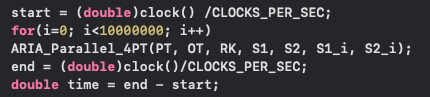 start = (double)clock() /CLOCKS_PER_SEC;
for(i=0; i<10000000; i++)
ARIA_Parallel_4PT(PT, OT, RK, S1, S2, S1_i, S2_i);
end = (double)clock()/CLOCKS_PER_SEC;
double time = end - start;